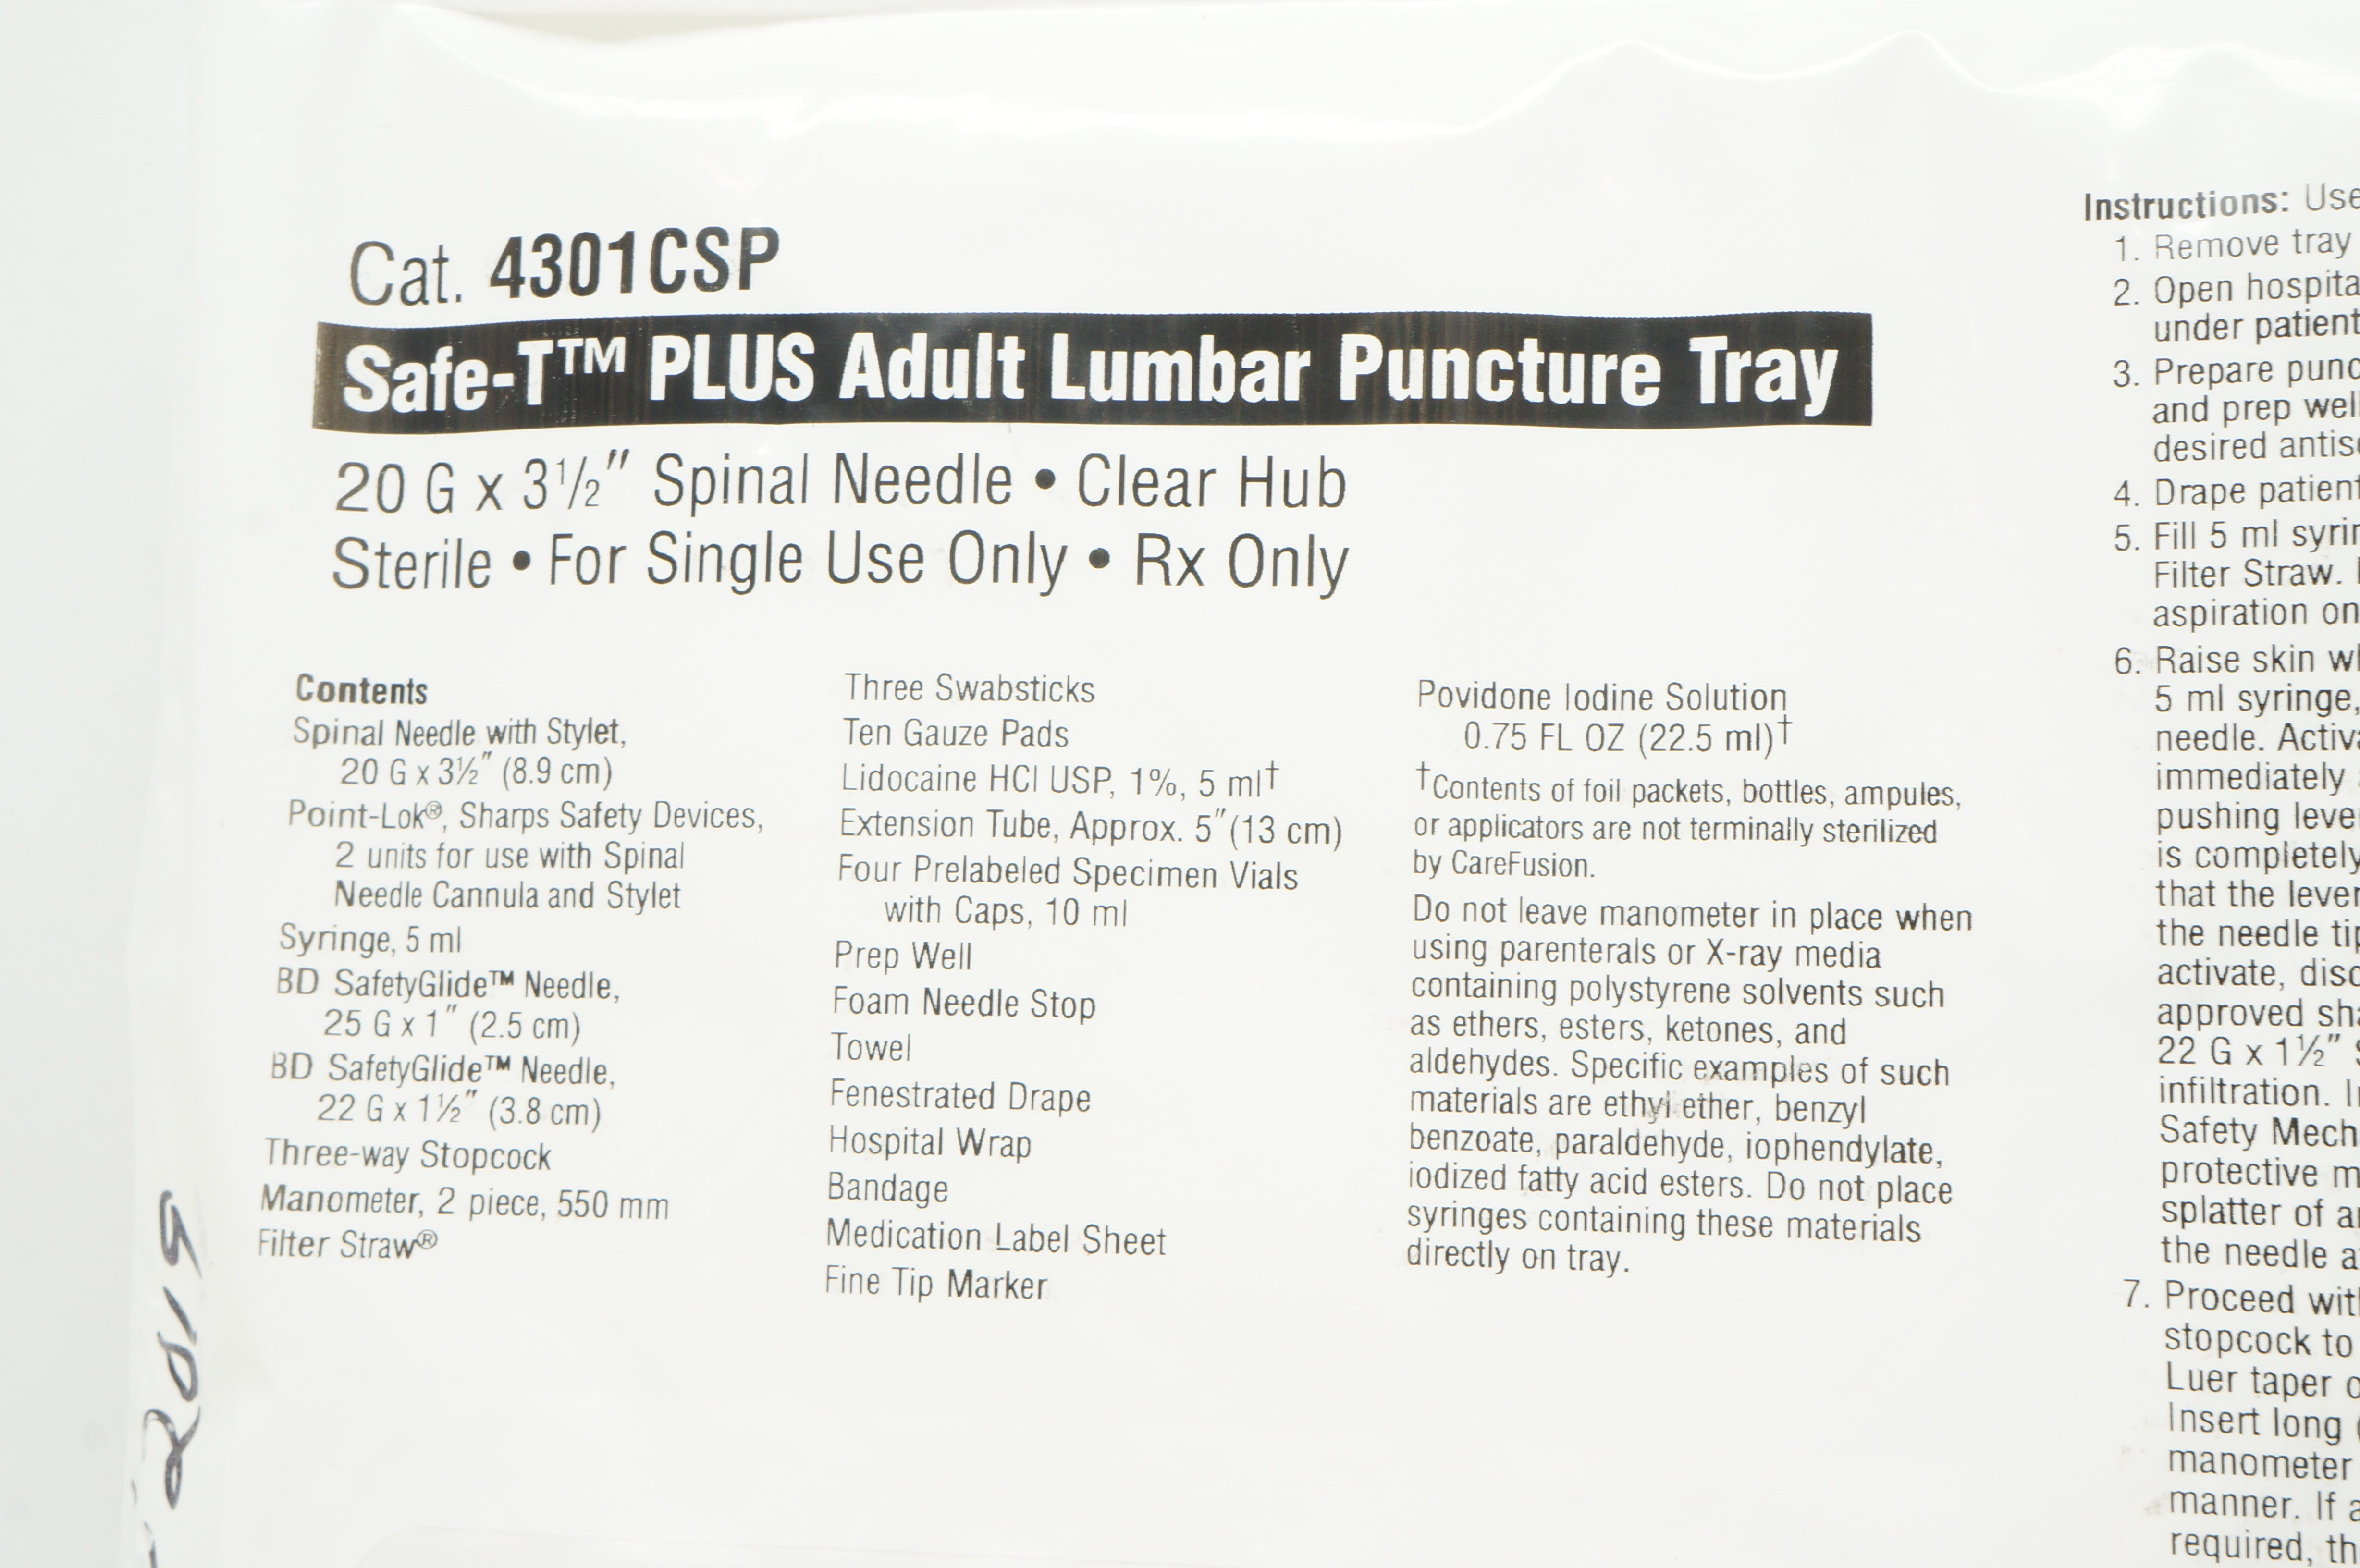 Cat. 4301CSP
Safe-T™ PLUS Adult Lumbar Puncture Tray
20 G x 3½" Spinal Needle • Clear Hub
Sterile • For Single Use Only • Rx Only
Contents
Spinal Needle with Stylet,
20 G x 3½" (8.9 cm)
Point-Lok®, Sharps Safety Devices,
2 units for use with Spinal
Needle Cannula and Stylet
Syringe, 5 ml
BD SafetyGlide™ Needle,
25 G x 1" (2.5 cm)
BD SafetyGlide™ Needle,
22 G x 1½" (3.8 cm)
Three-way Stopcock
Manometer, 2 piece, 550 mm
Filter Straw®
Three Swabsticks
Ten Gauze Pads
Lidocaine HCl USP, 1%, 5 ml†
Extension Tube, Approx. 5" (13 cm)
Four Prelabeled Specimen Vials
with Caps, 10 ml
Prep Well
Foam Needle Stop
Towel
Fenestrated Drape
Hospital Wrap
Bandage
Medication Label Sheet
Fine Tip Marker
Povidone Iodine Solution
0.75 FL OZ (22.5 ml)†
†Contents of foil packets, bottles, ampules,
or applicators are not terminally sterilized
by CareFusion.
Do not leave manometer in place when
using parenterals or X-ray media
containing polystyrene solvents such
as ethers, esters, ketones, and
aldehydes. Specific examples of such
materials are ethyl ether, benzyl
benzoate, paraldehyde, iophendylate,
iodized fatty acid esters. Do not place
syringes containing these materials
directly on tray.
Instructions: Use
1. Remove tray
2. Open
under patient
3. Prepare
and prep
desired
4. Drape patient
5. Fill 5 ml
Filter Straw.
aspiration
6. Raise skin
5 ml syringe,
needle.
immediately
pushing
is completely
that the
the needle
activate,
approved
22 G x 1½"
infiltration.
Safety
protective
splatter of
the needle
7. Proceed
stopcock to
Luer taper
Insert long
manometer
manner. If
required,
2019